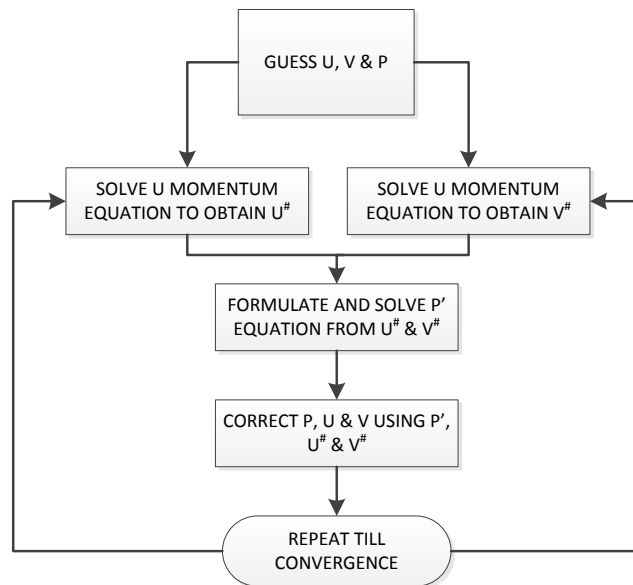 GUESS U, V & P
SOLVE U MOMENTUM
EQUATION TO OBTAIN U#
SOLVE U MOMENTUM
EQUATION TO OBTAIN V#
FORMULATE AND SOLVE P’
EQUATION FROM U# & V#
CORRECT P, U & V USING P’,
U# & V#
REPEAT TILL
CONVERGENCE